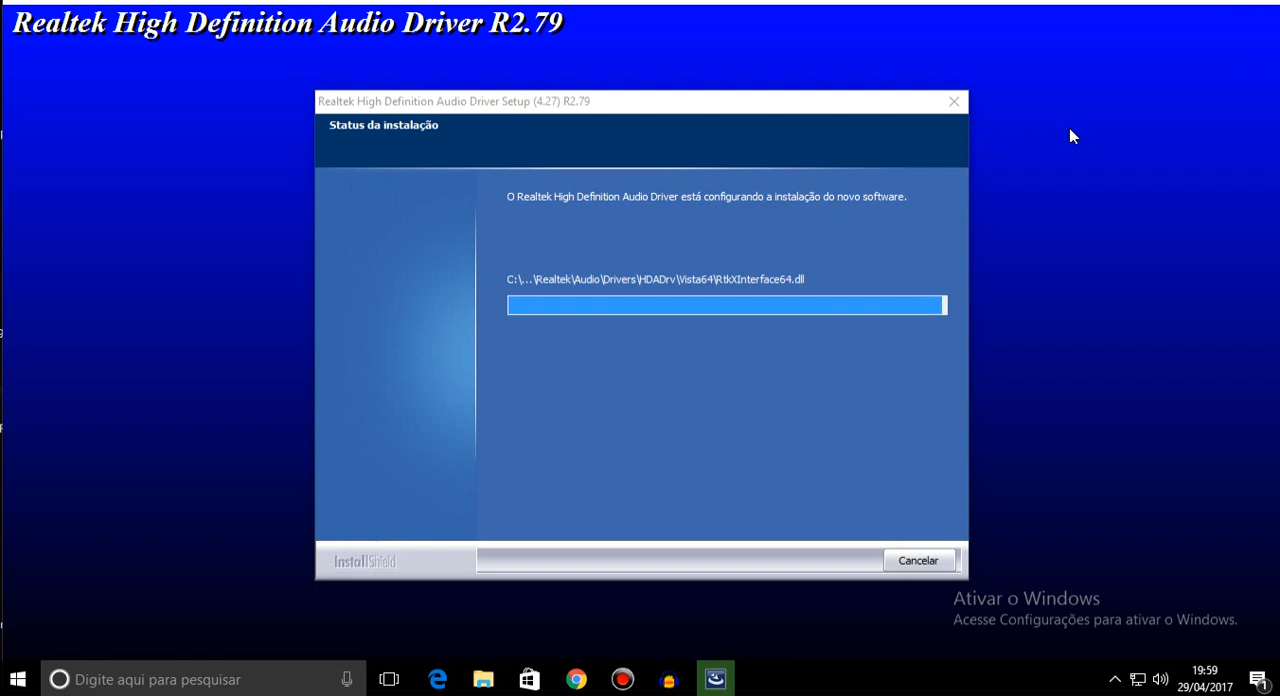 Realtek High Definition Audio Driver R2.79
Realtek High Definition Audio Driver Setup (4.27) R2.79
Status da instalação
O Realtek High Definition Audio Driver está configurando a instalação do novo software.
C:\...\Realtek\Audio\Drivers\HDADrv\Vista64\RtkXInterface64.dll
InstallShield
Cancelar
Ativar o Windows
Acesse Configurações para ativar o Windows.
Digite aqui para pesquisar
19:59
29/04/2017
1